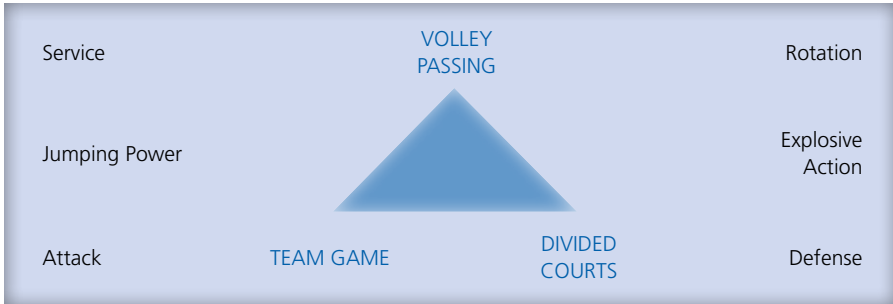 Service
VOLLEY
PASSING
Rotation
Jumping Power
Explosive
Action
Attack
TEAM GAME
DIVIDED
COURTS
Defense